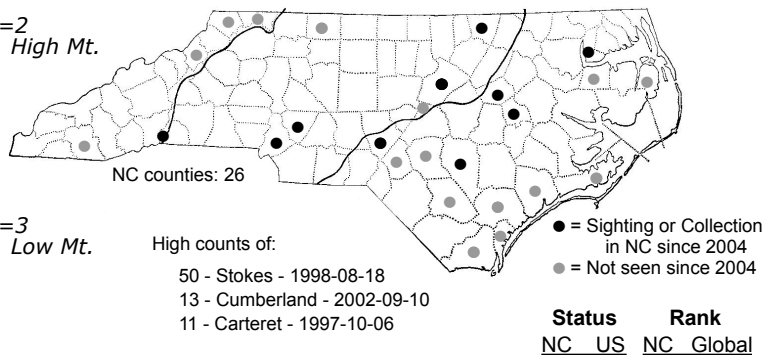 =2
High Mt.
NC counties: 26
=3
Low Mt.
High counts of:
50 - Stokes - 1998-08-18
13 - Cumberland - 2002-09-10
11 - Carteret - 1997-10-06
= Sighting or Collection
in NC since 2004
= Not seen since 2004
Status Rank
NC US NC Global